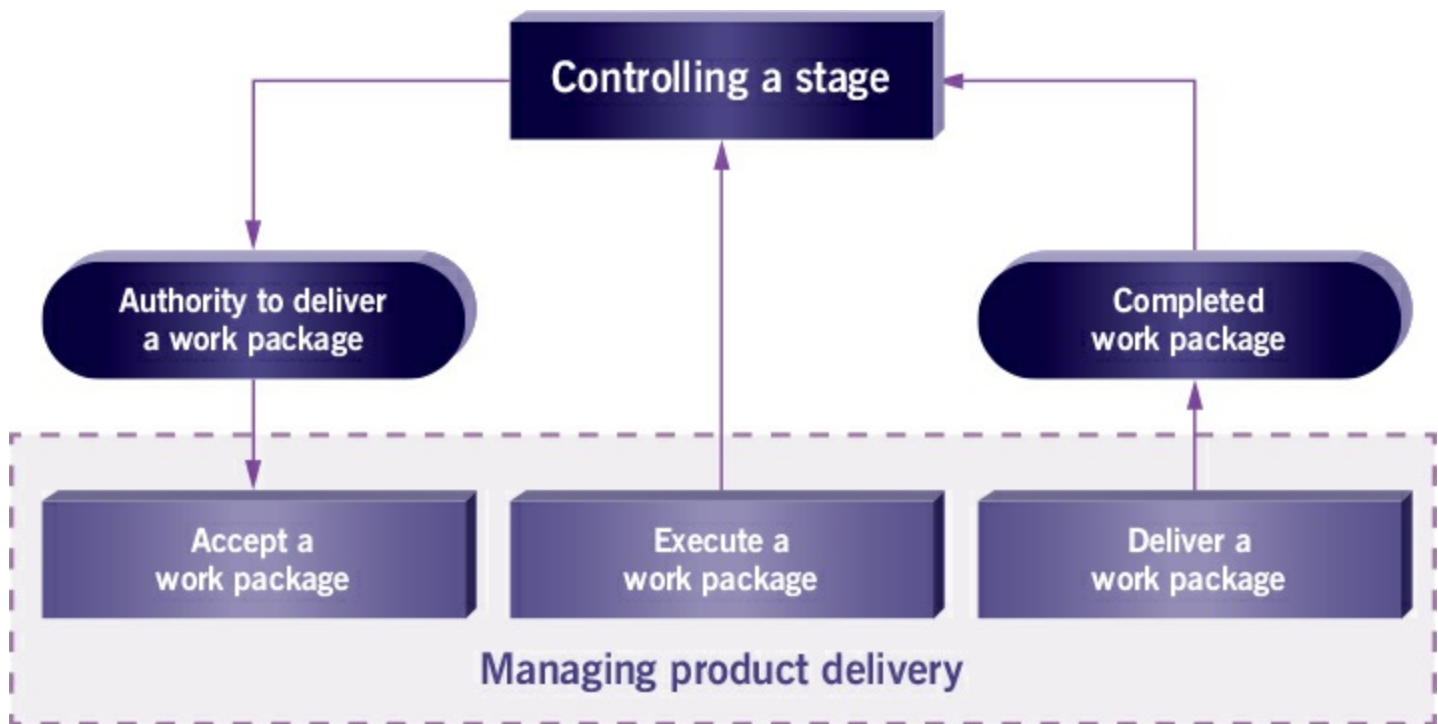 Controlling a stage
Authority to deliver
a work package
Completed
work package
Accept a
work package
Execute a
work package
Deliver a
work package
Managing product delivery